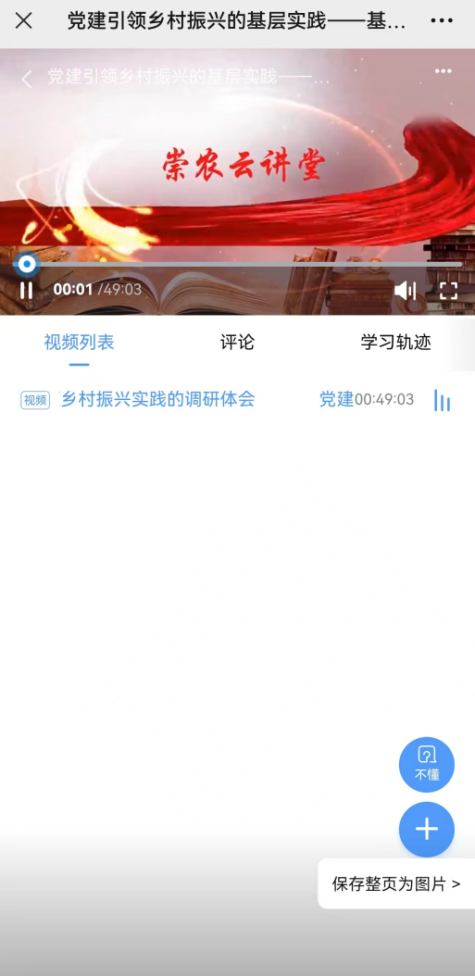 党建引领乡村振兴的基层实践——基...
党建引领乡村振兴的基层实践——...
崇农云讲堂
00:01 /49:03
视频列表 评论 学习轨迹
视频 乡村振兴实践的调研体会 党建00:49:03
不懂
保存整页为图片 >